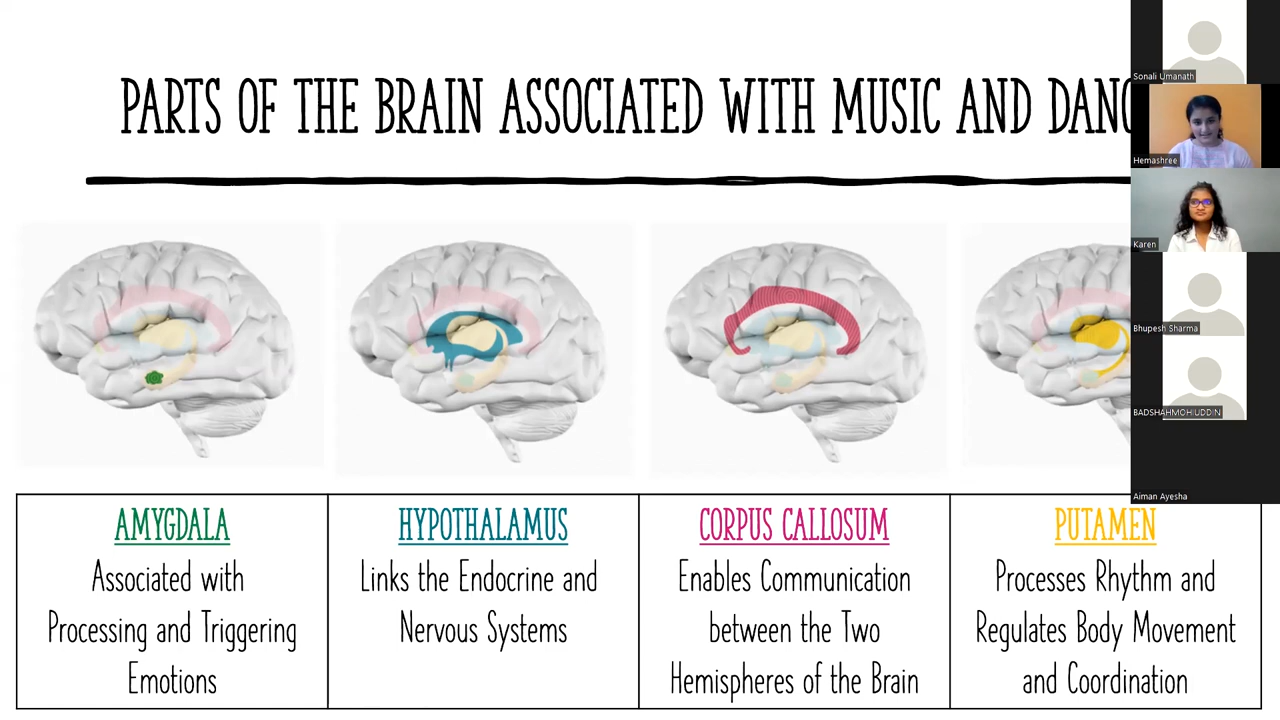 PARTS OF THE BRAIN ASSOCIATED WITH MUSIC AND DANC
Sonali Umanath
Hemashree
Karen
Bhupesh Sharma
BADSHAHMOHIUDDIN
Aiman Ayesha
AMYGDALA
Associated with
Processing and Triggering
Emotions
HYPOTHALAMUS
Links the Endocrine and
Nervous Systems
CORPUS CALLOSUM
Enables Communication
between the Two
Hemispheres of the Brain
PUTAMEN
Processes Rhythm and
Regulates Body Movement
and Coordination